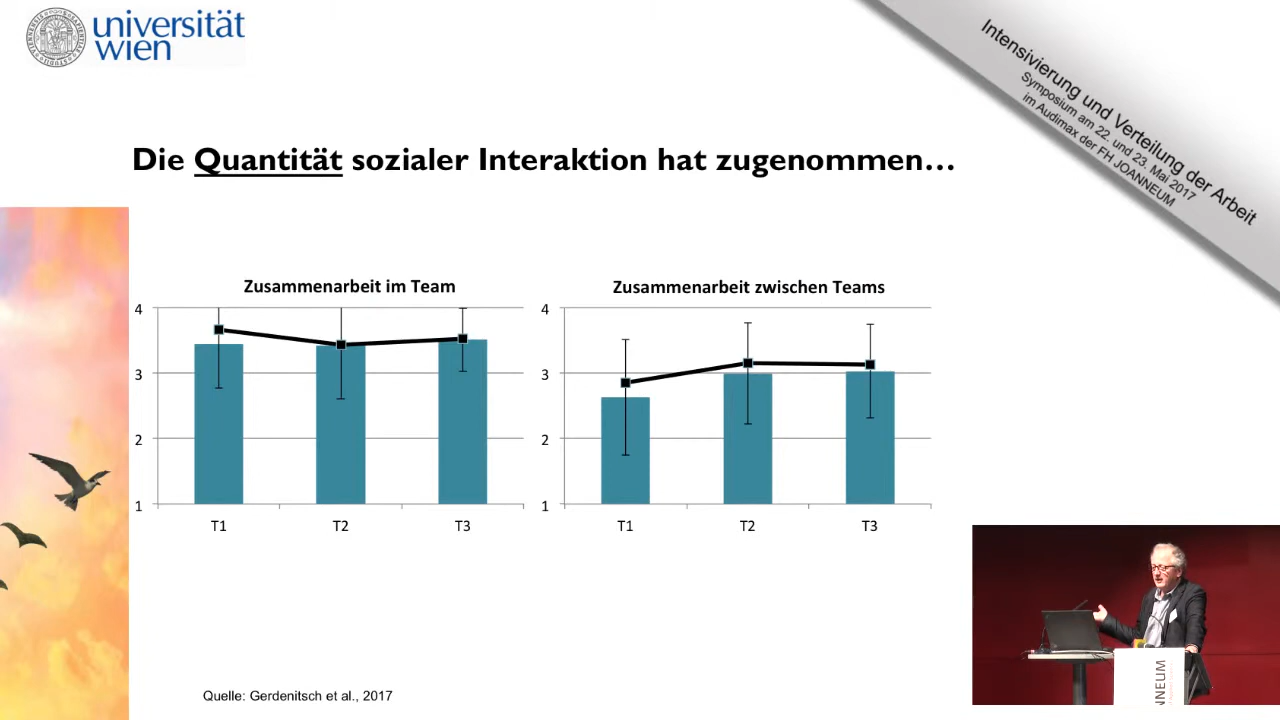 universität
wien
Intensivierung und Verteilung der Arbeit
Symposium am 22. und 23. Mai 2017
im Audimax der FH JOANNEUM
Die Quantität sozialer Interaktion hat zugenommen…
Zusammenarbeit im Team
4
3
2
1
T1 T2 T3
Zusammenarbeit zwischen Teams
4
3
2
1
T1 T2 T3
Quelle: Gerdenitsch et al., 2017